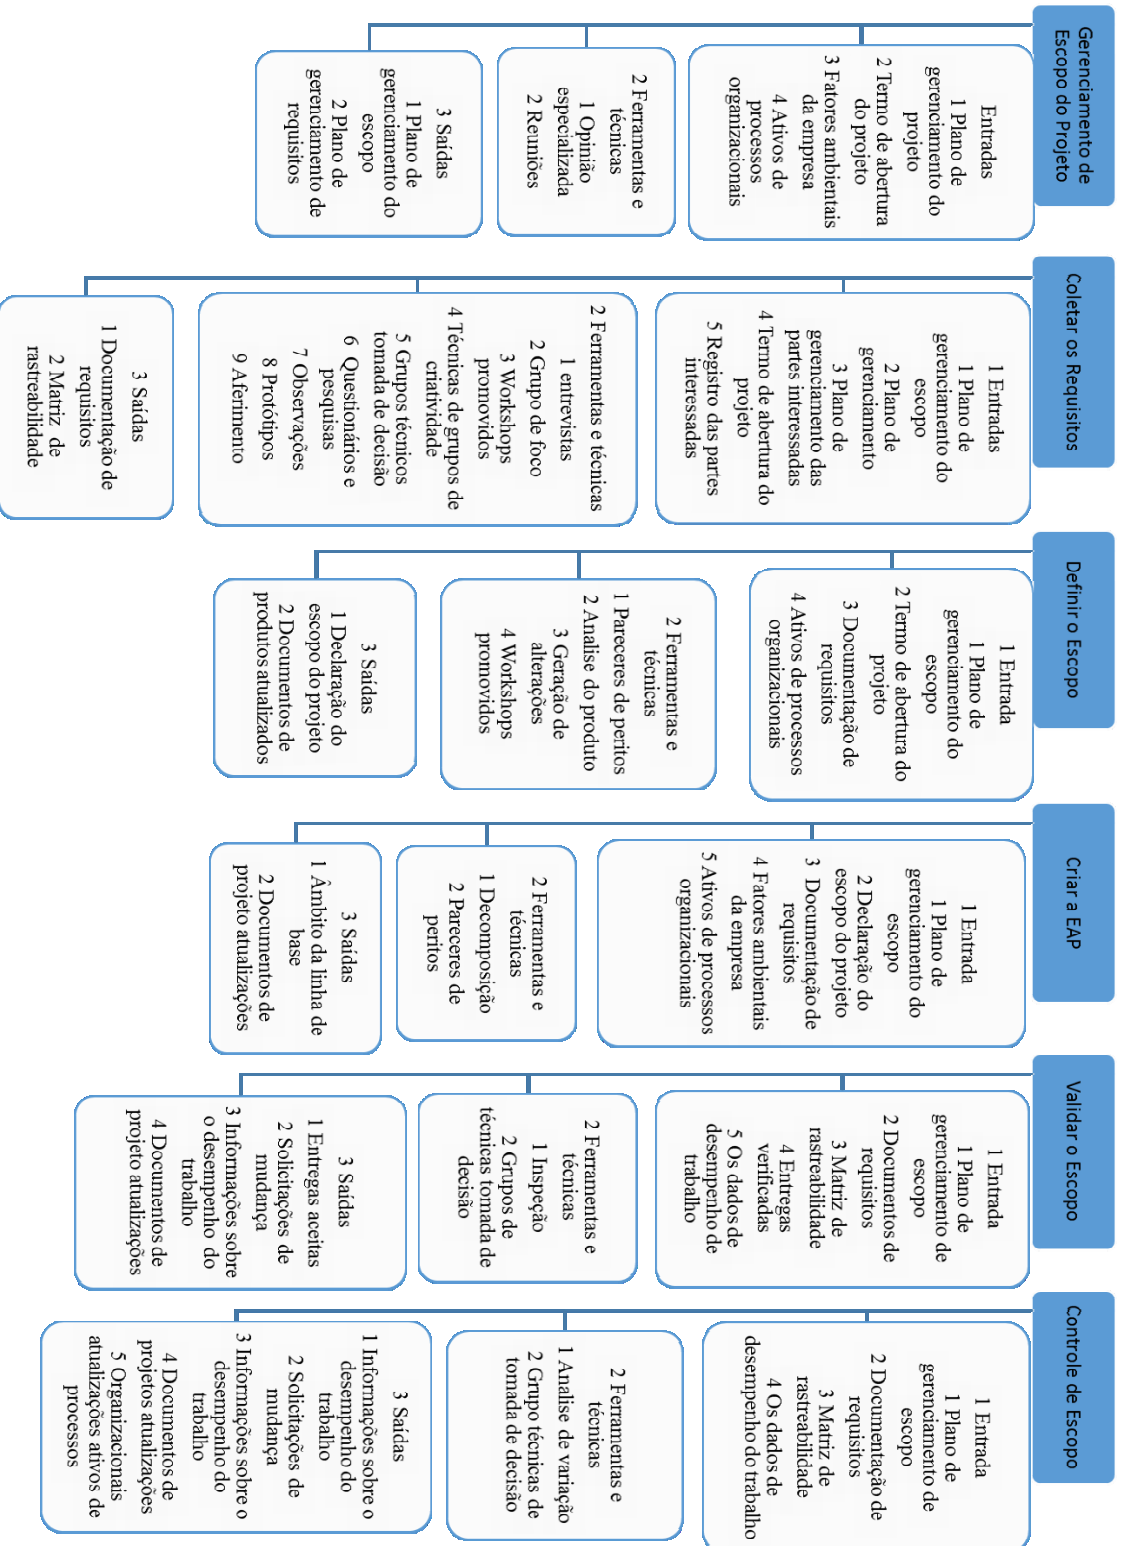 Gerenciamento de
Escopo do Projeto
Entradas
1 Plano de
gerenciamento do
projeto
2 Termo de abertura
do projeto
3 Fatores ambientais
da empresa
4 Ativos de
processos
organizacionais
2 Ferramentas e
técnicas
1 Opinião
especializada
2 Reuniões
3 Saídas
1 Plano de
gerenciamento do
escopo
2 Plano de
gerenciamento de
requisitos
Coletar os Requisitos
1 Entradas
1 Plano de
gerenciamento do
escopo
2 Plano de
gerenciamento
3 Plano de
gerenciamento das
partes interessadas
4 Termo de abertura do
projeto
5 Registro das partes
interessadas
2 Ferramentas e técnicas
1 entrevistas
2 Grupo de foco
3 Workshops
promovidos
4 Técnicas de grupos de
criatividade
5 Grupos técnicos
tomada de decisão
6 Questionários e
pesquisas
7 Observações
8 Protótipos
9 Aferimento
3 Saídas
1 Documentação de
requisitos
2 Matriz de
rastreabilidade
Definir o Escopo
1 Entrada
1 Plano de
gerenciamento do
escopo
2 Termo de abertura do
projeto
3 Documentação de
requisitos
4 Ativos de processos
organizacionais
2 Ferramentas e
técnicas
1 Pareceres de peritos
2 Analise do produto
3 Geração de
alterações
4 Workshops
promovidos
3 Saídas
1 Declaração do
escopo do projeto
2 Documentos de
produtos atualizados
Criar a EAP
1 Entrada
1 Plano de
gerenciamento do
escopo
2 Declaração do
escopo do projeto
3 Documentação de
requisitos
4 Fatores ambientais
da empresa
5 Ativos de processos
organizacionais
2 Ferramentas e
técnicas
1 Decomposição
2 Pareceres de
peritos
3 Saídas
1 Âmbito da linha de
base
2 Documentos de
projeto atualizações
Validar o Escopo
1 Entrada
1 Plano de
gerenciamento de
escopo
2 Documentos de
requisitos
3 Matriz de
rastreabilidade
4 Entregas
verificadas
5 Os dados de
desempenho de
trabalho
2 Ferramentas e
técnicas
1 Inspeção
2 Grupos de
técnicas tomada de
decisão
3 Saídas
1 Entregas aceitas
2 Solicitações de
mudança
3 Informações sobre
o desempenho do
trabalho
4 Documentos de
projeto atualizações
Controle de Escopo
1 Entrada
1 Plano de
gerenciamento de
escopo
2 Documentação de
requisitos
3 Matriz de
rastreabilidade
4 Os dados de
desempenho do trabalho
2 Ferramentas e
técnicas
1 Analise de variação
2 Grupo técnicas de
tomada de decisão
3 Saídas
1 Informações sobre o
desempenho do
trabalho
2 Solicitações de
mudança
3 Informações sobre o
desempenho do
trabalho
4 Documentos de
projetos atualizações
5 Organizacionais
atualizações ativos de
processos